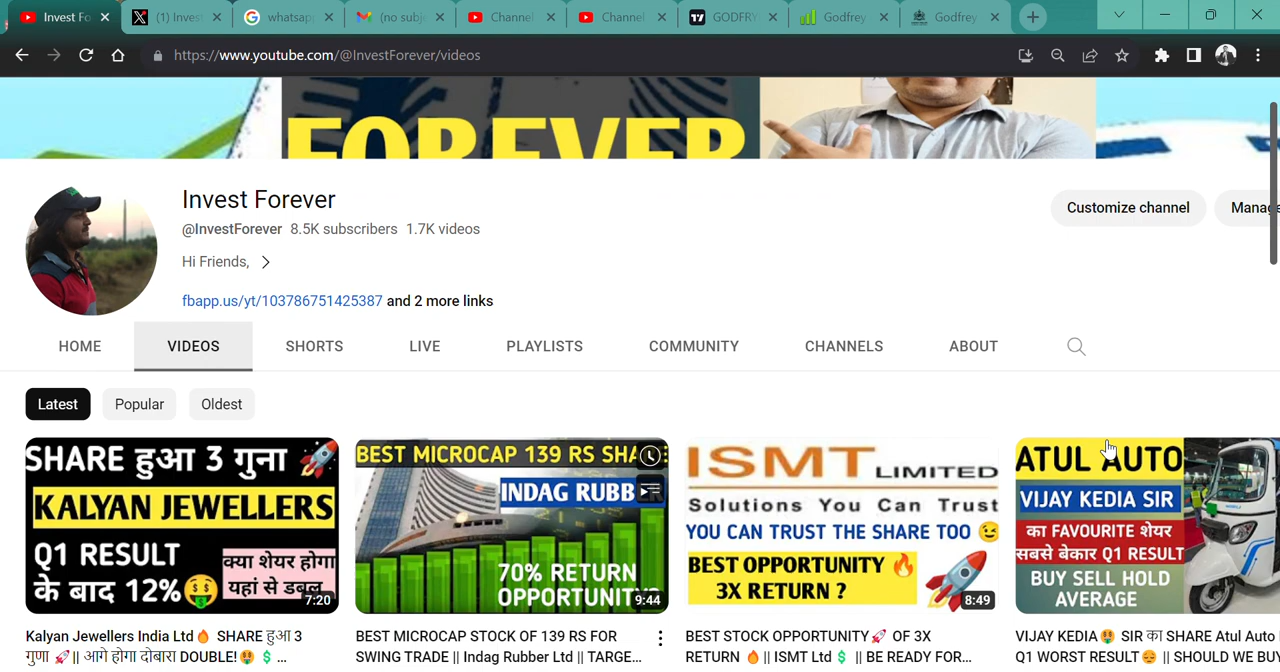 Invest Fo
(1) Invest
whatsapp
(no subje
Channel
Channel
GODFRY
Godfrey
Godfrey
https://www.youtube.com/@InvestForever/videos
FOREVER
Invest Forever
@InvestForever 8.5K subscribers 1.7K videos
Hi Friends,
fbapp.us/yt/103786751425387 and 2 more links
Customize channel
Manage
HOME
VIDEOS
SHORTS
LIVE
PLAYLISTS
COMMUNITY
CHANNELS
ABOUT
Latest
Popular
Oldest
SHARE हुआ 3 गुना 🚀
KALYAN JEWELLERS
Q1 RESULT
के बाद 12%🤑
क्या शेयर होगा
यहां से डबल
7:20
Kalyan Jewellers India Ltd🔥 SHARE हुआ 3
गुणा 🚀|| आगे होगा दोबारा DOUBLE!🤑💲 ...
BEST MICROCAP 139 RS SHA
INDAG RUBB
70% RETURN
OPPORTUNITY
9:44
BEST MICROCAP STOCK OF 139 RS FOR
SWING TRADE || Indag Rubber Ltd || TARGE...
ISMT LIMITED
Solutions You Can Trust
YOU CAN TRUST THE SHARE TOO 😉
BEST OPPORTUNITY 🔥
3X RETURN ?
8:49
BEST STOCK OPPORTUNITY🚀 OF 3X
RETURN 🔥|| ISMT Ltd💲 || BE READY FOR...
ATUL AUTO
VIJAY KEDIA SIR
का FAVOURITE शेयर
सबसे बेकार Q1 RESULT
BUY SELL HOLD
AVERAGE
VIJAY KEDIA🤑 SIR का SHARE Atul Auto
Q1 WORST RESULT😔 || SHOULD WE BUY